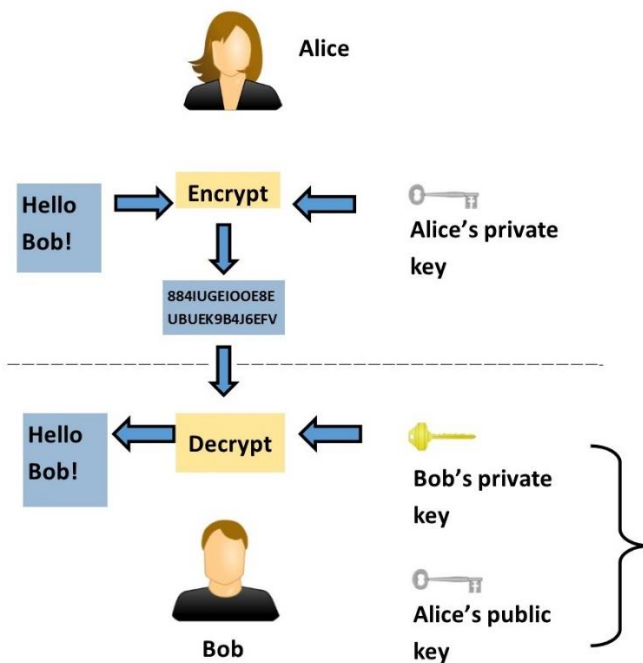 Alice
Encrypt
Hello
Bob!
Alice's private
key
884IUGEIOOE8E
UBUEK9B4J6EFV
Hello
Bob!
Decrypt
Bob's private
key
Alice's public
key
Bob